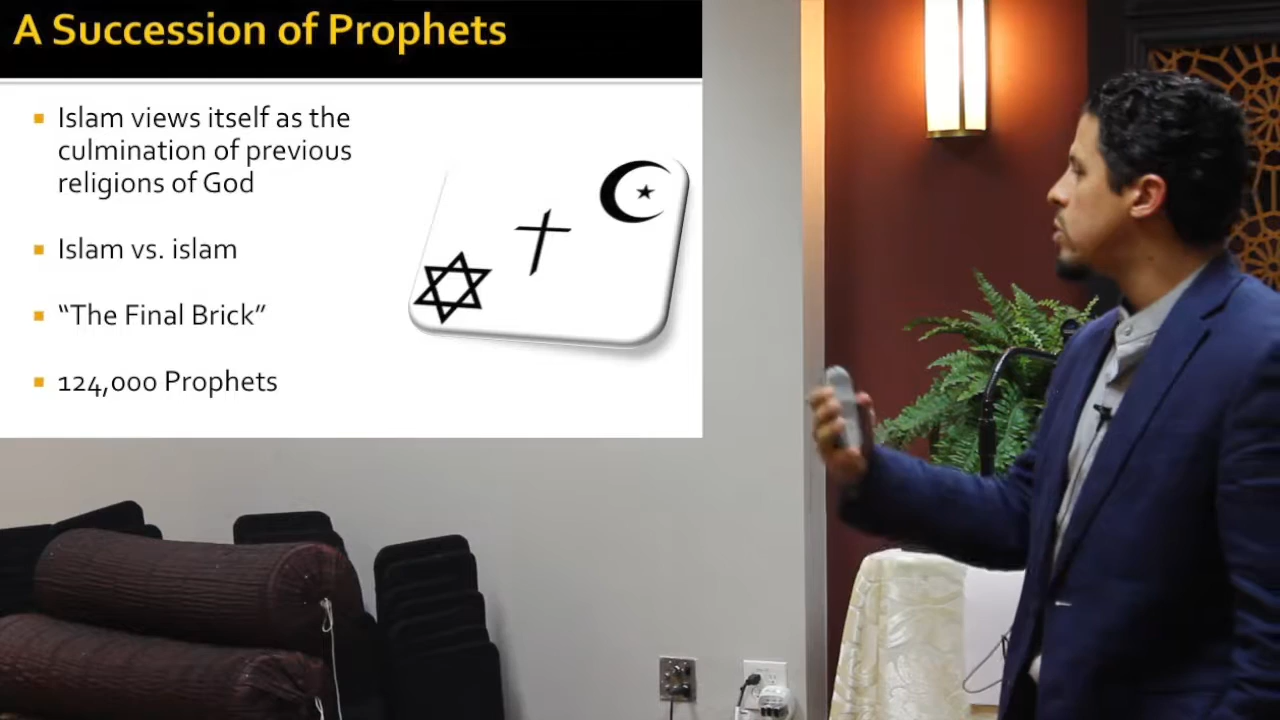 A Succession of Prophets
Islam views itself as the
culmination of previous
religions of God
Islam vs. islam
“The Final Brick”
124,000 Prophets